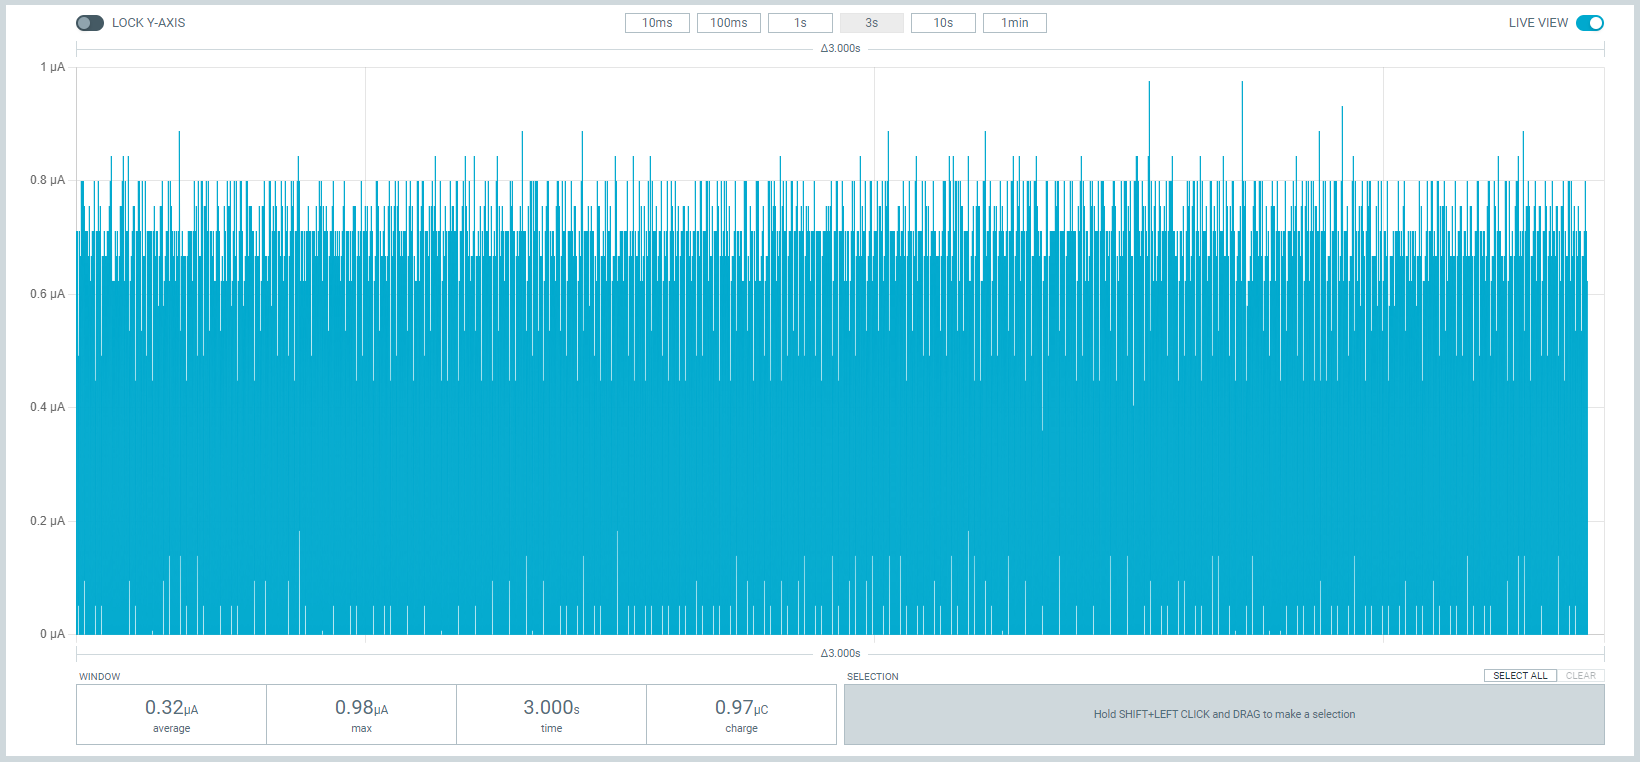 LOCK Y-AXIS 10ms 100ms 1s 3s 10s 1min LIVE VIEW
Δ3.000s
1 µA
0.8 µA
0.6 µA
0.4 µA
0.2 µA
0 µA
Δ3.000s
WINDOW SELECTION SELECT ALL CLEAR
0.32µA 0.98µA 3.000s 0.97µC
average max time charge
Hold SHIFT+LEFT CLICK and DRAG to make a selection